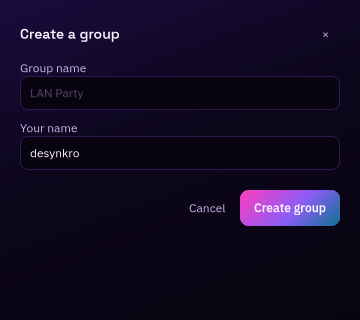 Create a group
×
Group name
LAN Party
Your name
desynkro
Cancel
Create group